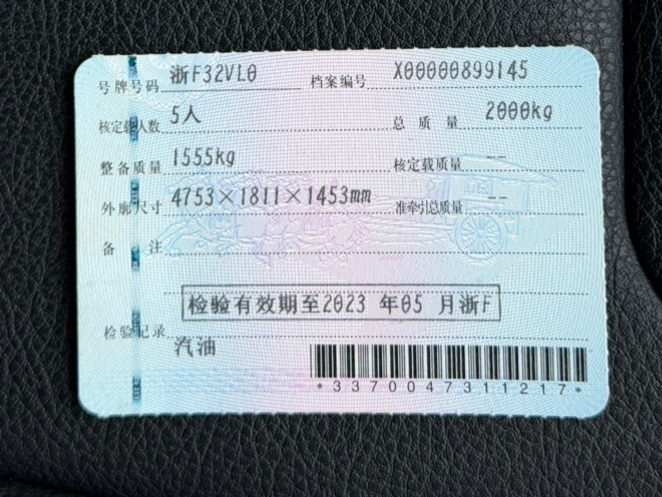 号牌号码 浙F32VL0 档案编号 X00000899145
核定载人数 5人 总质量 2000kg
整备质量 1555kg 核定载质量 --
外廓尺寸 4753×1811×1453mm 准牵引总质量 --
备注
检验有效期至2023 年05 月浙F
检验记录
汽油
*3370047311217*